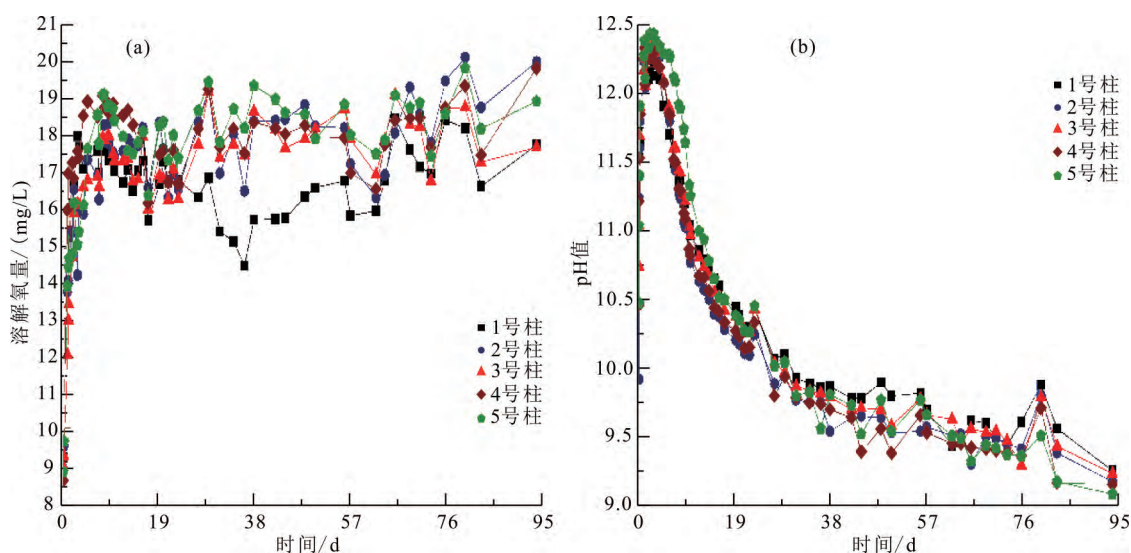 (a)
溶解氧量/(mg/L)
21
20
19
18
17
16
15
14
13
12
11
10
9
8
0
19
38
57
76
95
时间/d
1号柱
2号柱
3号柱
4号柱
5号柱
(b)
pH值
12.5
12.0
11.5
11.0
10.5
10.0
9.5
9.0
0
19
38
57
76
95
时间/d
1号柱
2号柱
3号柱
4号柱
5号柱